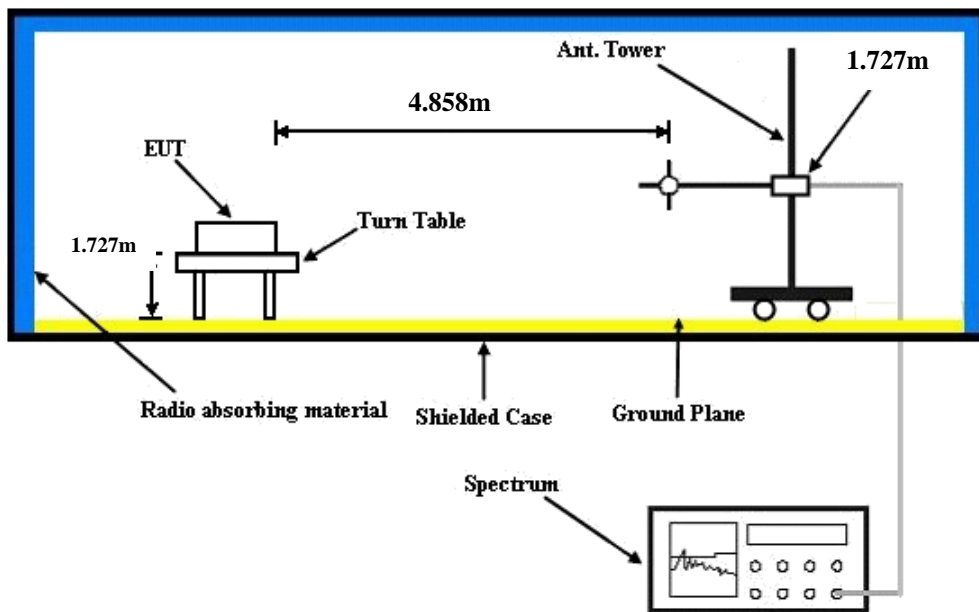 Ant. Tower
1.727m
4.858m
EUT
Turn Table
1.727m
Radio absorbing material
Shielded Case
Ground Plane
Spectrum